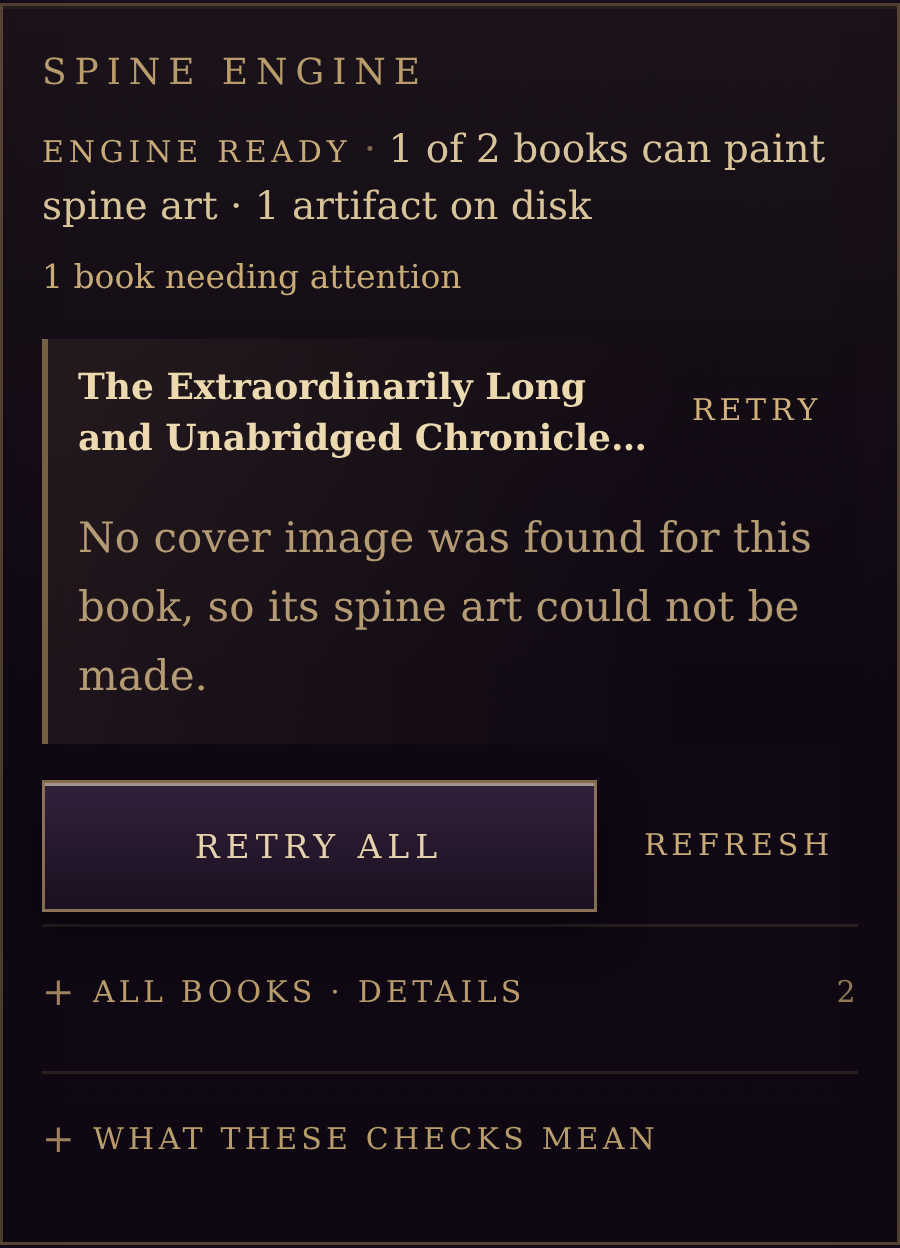 SPINE ENGINE
ENGINE READY · 1 of 2 books can paint
spine art · 1 artifact on disk
1 book needing attention
The Extraordinarily Long
and Unabridged Chronicle...
RETRY
No cover image was found for this
book, so its spine art could not be
made.
RETRY ALL
REFRESH
+ ALL BOOKS · DETAILS 2
+ WHAT THESE CHECKS MEAN